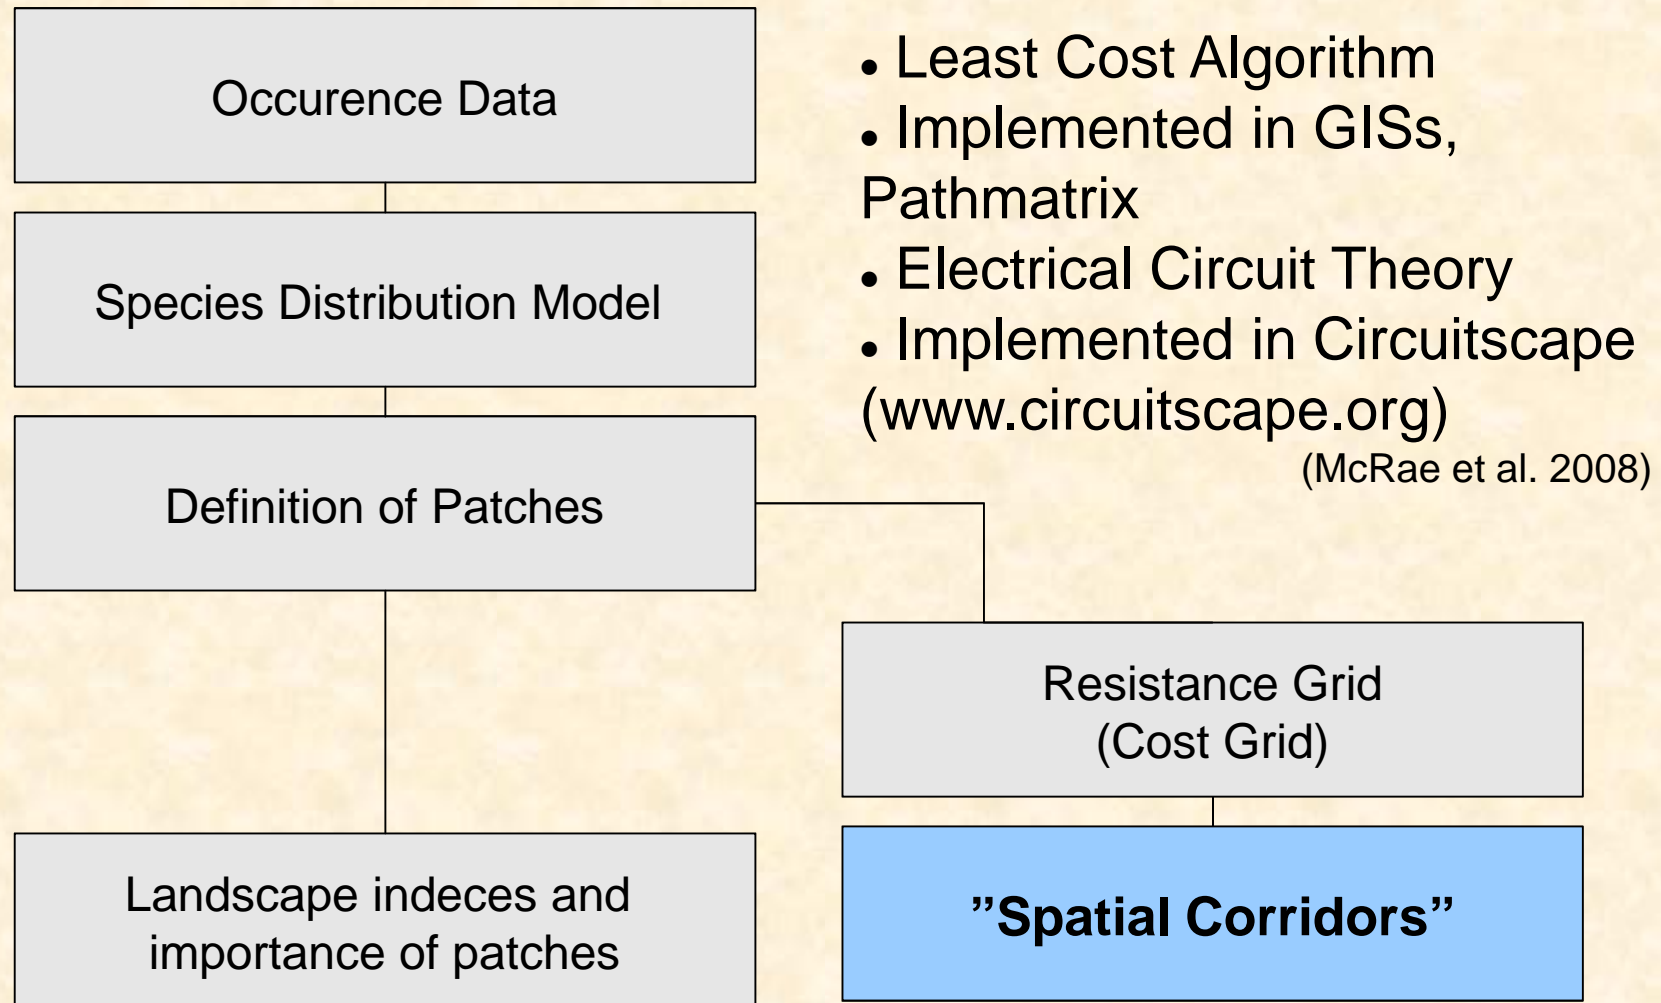 Occurence Data
Species Distribution Model
Definition of Patches
Landscape indeces and
importance of patches
• Least Cost Algorithm
• Implemented in GISs,
Pathmatrix
• Electrical Circuit Theory
• Implemented in Circuitscape
(www.circuitscape.org)
(McRae et al. 2008)
Resistance Grid
(Cost Grid)
”Spatial Corridors”